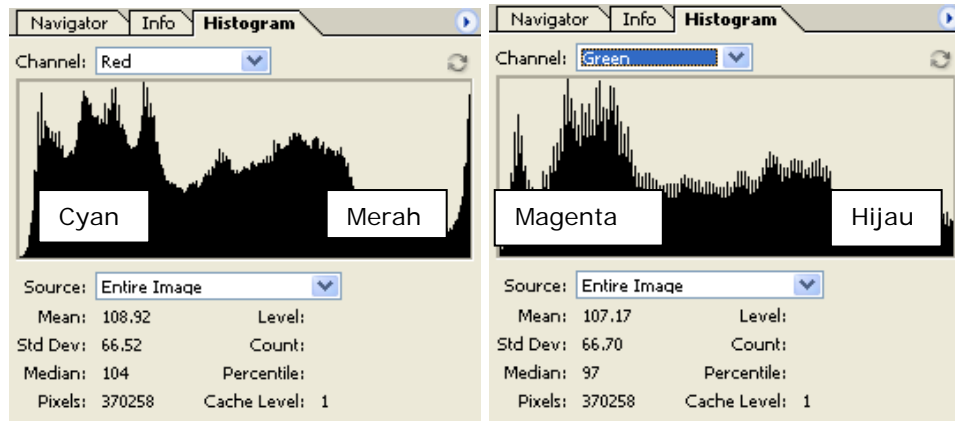 Navigator Info Histogram
Channel: Red
Cyan Merah
Source: Entire Image
Mean: 108.92 Level:
Std Dev: 66.52 Count:
Median: 104 Percentile:
Pixels: 370258 Cache Level: 1
Navigator Info Histogram
Channel: Green
Magenta Hijau
Source: Entire Image
Mean: 107.17 Level:
Std Dev: 66.70 Count:
Median: 97 Percentile:
Pixels: 370258 Cache Level: 1